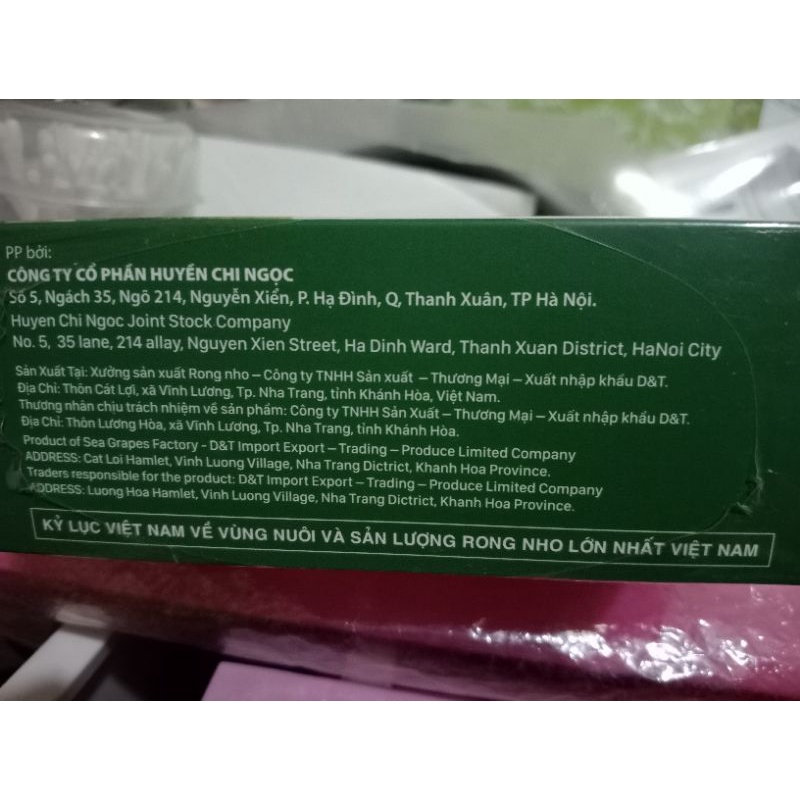 PP bởi:
CÔNG TY CỔ PHẦN HUYỀN CHI NGỌC
Số 5, Ngách 35, Ngõ 214, Nguyễn Xiển, P. Hạ Đình, Q, Thanh Xuân, TP Hà Nội.
Huyen Chi Ngoc Joint Stock Company
No. 5, 35 lane, 214 allay, Nguyen Xien Street, Ha Dinh Ward, Thanh Xuan District, HaNoi City
Sản Xuất Tại: Xưởng sản xuất Rong nho – Công ty TNHH Sản xuất – Thương Mại – Xuất nhập khẩu D&T.
Địa Chỉ: Thôn Cát Lợi, xã Vĩnh Lương, Tp. Nha Trang, tỉnh Khánh Hòa, Việt Nam.
Thương nhân chịu trách nhiệm về sản phẩm: Công ty TNHH Sản Xuất – Thương Mại – Xuất nhập khẩu D&T.
Địa Chỉ: Thôn Lương Hòa, xã Vĩnh Lương, Tp. Nha Trang, tỉnh Khánh Hòa.
Product of Sea Grapes Factory - D&T Import Export – Trading – Produce Limited Company
ADDRESS: Cat Loi Hamlet, Vinh Luong Village, Nha Trang Dictrict, Khanh Hoa Province.
Traders responsible for the product: D&T Import Export – Trading – Produce Limited Company
ADDRESS: Luong Hoa Hamlet, Vinh Luong Village, Nha Trang Dictrict, Khanh Hoa Province.
KỶ LỤC VIỆT NAM VỀ VÙNG NUÔI VÀ SẢN LƯỢNG RONG NHO LỚN NHẤT VIỆT NAM